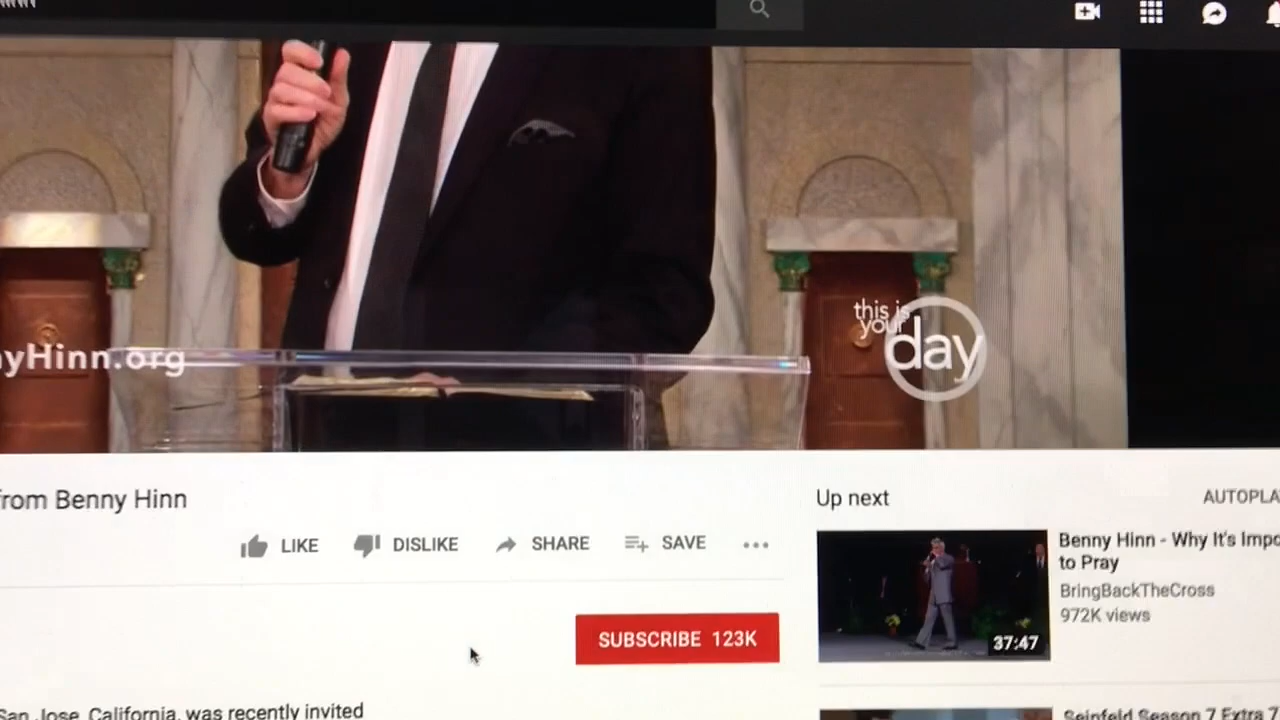 this is
your
day
yHinn.org
from Benny Hinn
LIKE DISLIKE SHARE SAVE
SUBSCRIBE 123K
San Jose, California, was recently invited
Up next
AUTOPLA
Benny Hinn - Why It's Impo
to Pray
BringBackTheCross
972K views
37:47
Seinfeld Season 7 Extra 7